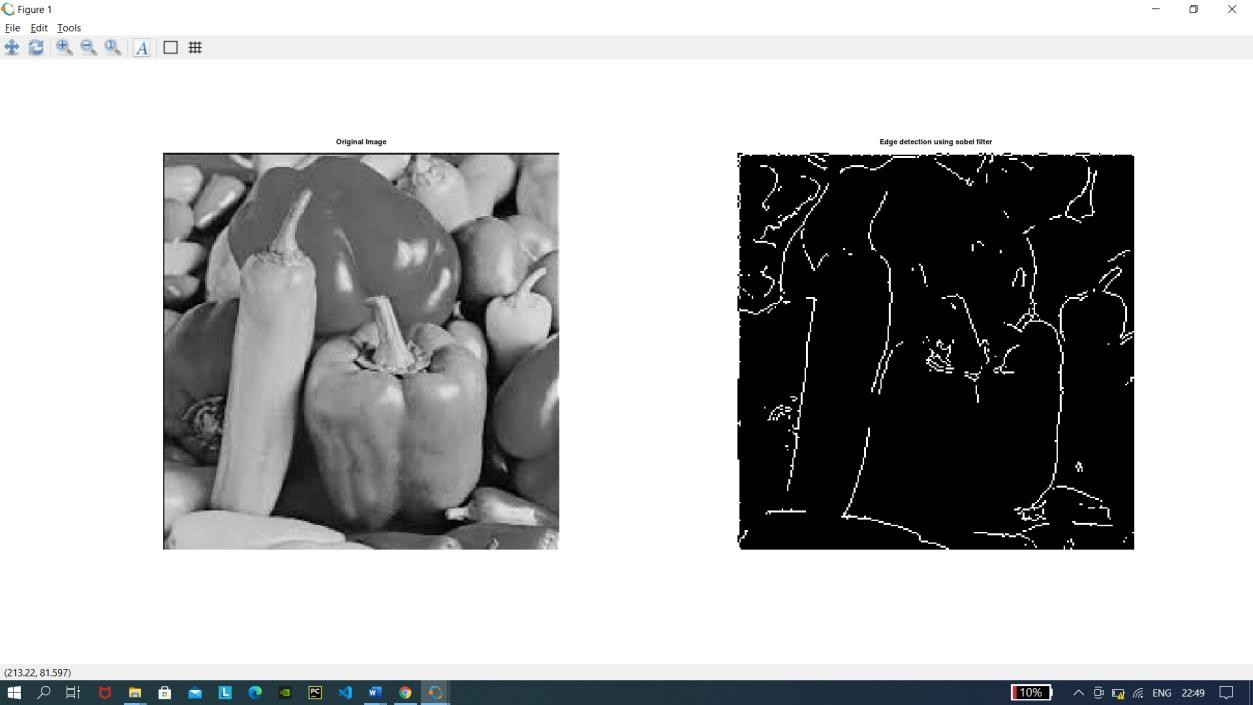 Figure 1
File Edit Tools
A
Original Image
Edge detection using sobel filter
(213.22, 81.597)
L PC W 10% ENG 22:49